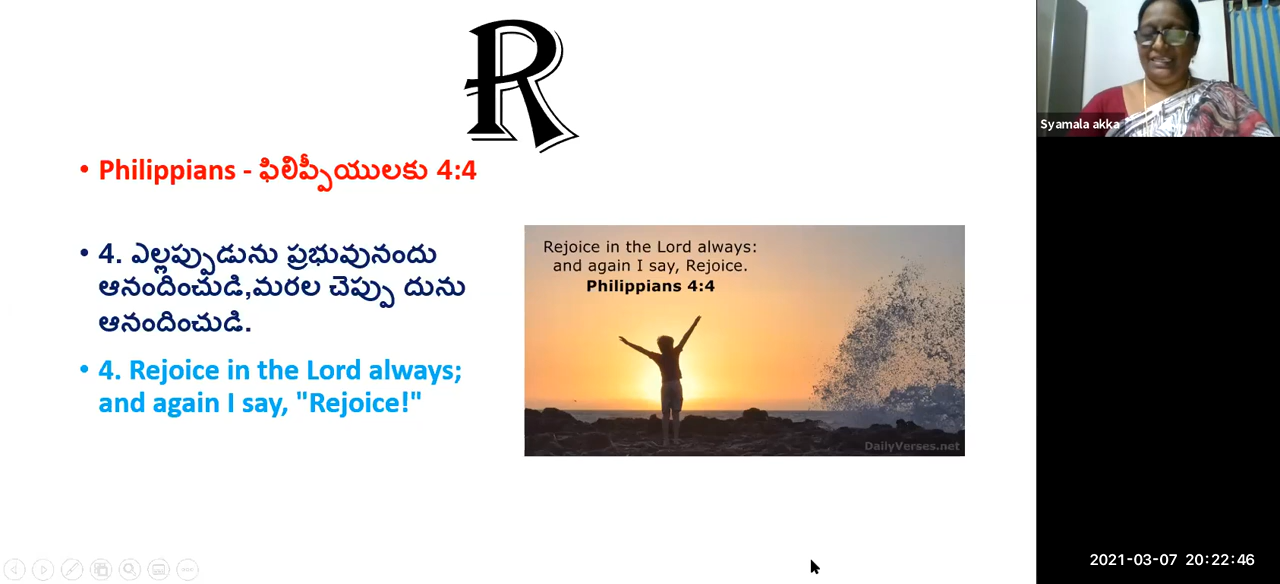 R
• Philippians - ఫిలిప్పీయులకు 4:4
• 4. ఎల్లప్పుడును ప్రభువునందు
ఆనందించుడి,మరల చెప్పు దును
ఆనందించుడి.
• 4. Rejoice in the Lord always;
and again I say, "Rejoice!"
Rejoice in the Lord always:
and again I say, Rejoice.
Philippians 4:4
DailyVerses.net
Syamala akka
2021-03-07 20:22:46